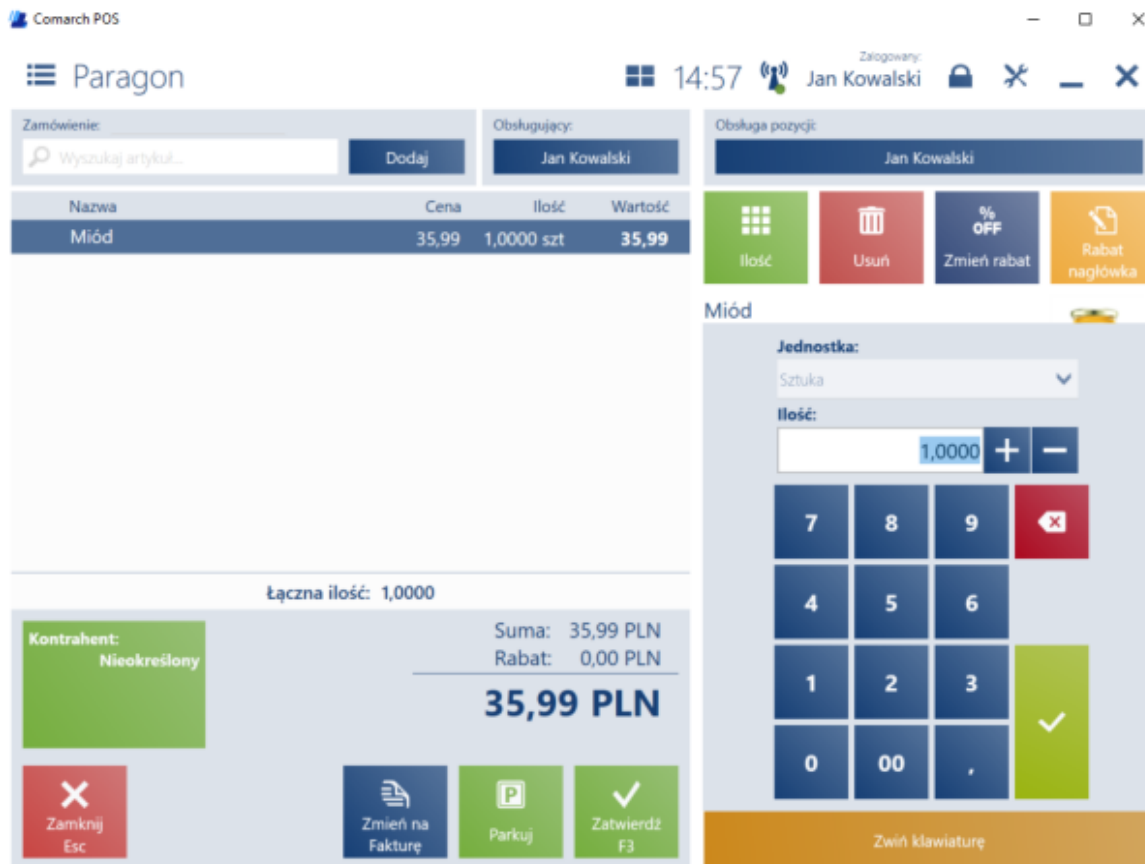 Comarch POS
Paragon
14:57
Zalogowany:
Jan Kowalski
Zamówienie:
Wyszukaj artykuł...
Dodaj
Obsługujący:
Jan Kowalski
Obsługa pozycji:
Jan Kowalski
Nazwa Cena Ilość Wartość
Miód 35,99 1,0000 szt 35,99
Łączna ilość: 1,0000
Kontrahent:
Nieokreślony
Suma: 35,99 PLN
Rabat: 0,00 PLN
35,99 PLN
Zamknij
Esc
Zmień na
Fakturę
P
Parkuj
Zatwierdź
F3
Ilość
Usuń
%
OFF
Zmień rabat
Rabat
nagłówka
Miód
Jednostka:
Sztuka
Ilość:
1,0000 + −
7 8 9
4 5 6
1 2 3
0 00 ,
Zwiń klawiaturę